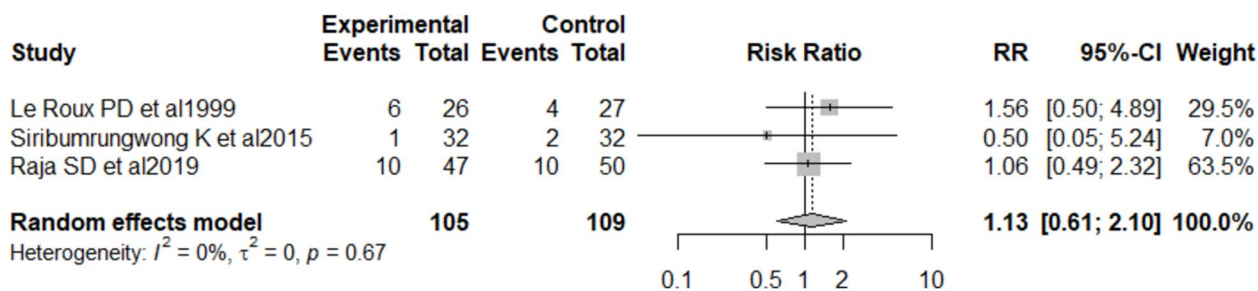 Experimental Control
Study Events Total Events Total Risk Ratio RR 95%-CI Weight
Le Roux PD et al1999 6 26 4 27 1.56 [0.50; 4.89] 29.5%
Siribumrungwong K et al2015 1 32 2 32 0.50 [0.05; 5.24] 7.0%
Raja SD et al2019 10 47 10 50 1.06 [0.49; 2.32] 63.5%
Random effects model 105 109 1.13 [0.61; 2.10] 100.0%
Heterogeneity: I² = 0%, τ² = 0, p = 0.67
0.1 0.5 1 2 10